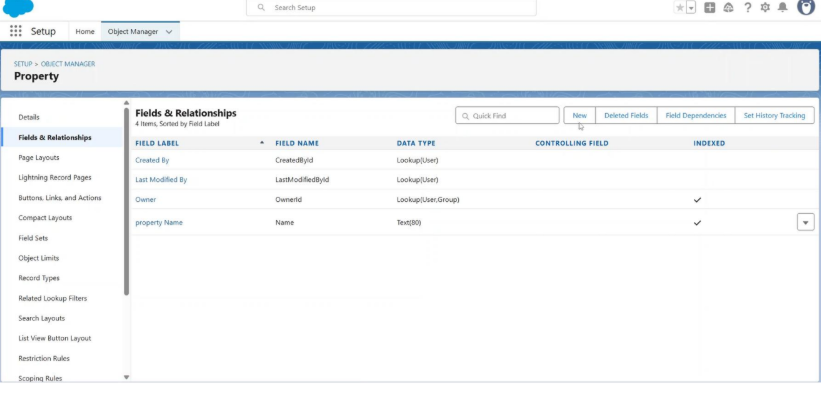 Search Setup
Setup Home Object Manager
SETUP > OBJECT MANAGER
Property
Details
Fields & Relationships
Page Layouts
Lightning Record Pages
Buttons, Links, and Actions
Compact Layouts
Field Sets
Object Limits
Record Types
Related Lookup Filters
Search Layouts
List View Button Layout
Restriction Rules
Scoping Rules
Fields & Relationships
4 Items, Sorted by Field Label
Quick Find
New Deleted Fields Field Dependencies Set History Tracking
FIELD LABEL FIELD NAME DATA TYPE CONTROLLING FIELD INDEXED
Created By CreatedById Lookup(User)
Last Modified By LastModifiedById Lookup(User)
Owner OwnerId Lookup(User,Group)
property Name Name Text(80)